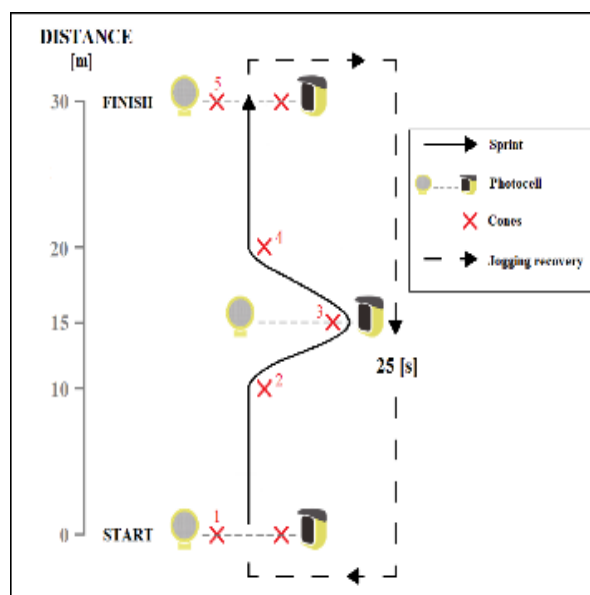 DISTANCE
[m]
5
30
FINISH
Sprint
Photocell
Cones
Jogging recovery
4
20
3
15
25 [s]
2
10
1
0
START